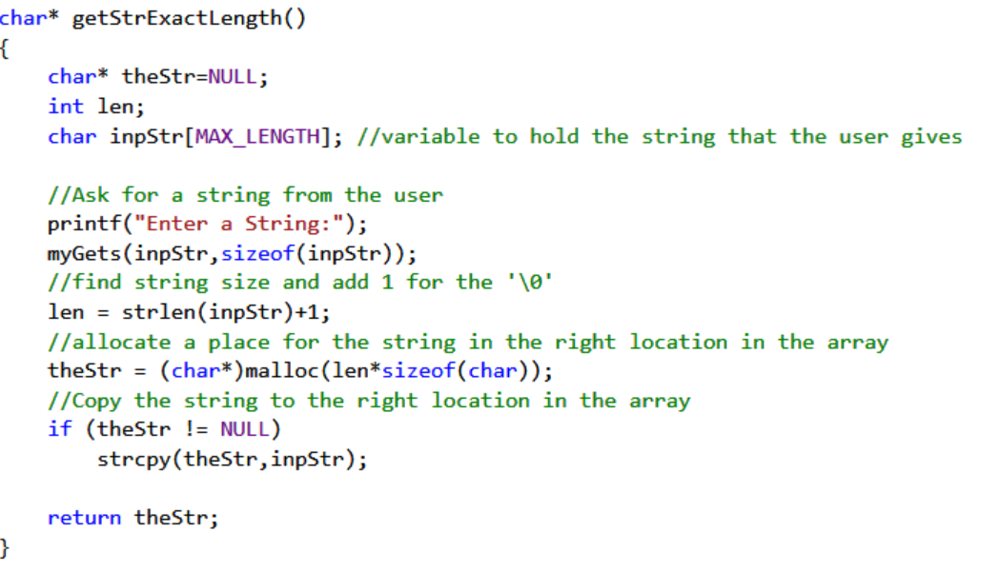 char* getStrExactLength()
{
    char* theStr=NULL;
    int len;
    char inpStr[MAX_LENGTH]; //variable to hold the string that the user gives

    //Ask for a string from the user
    printf("Enter a String:");
    myGets(inpStr,sizeof(inpStr));
    //find string size and add 1 for the '\0'
    len = strlen(inpStr)+1;
    //allocate a place for the string in the right location in the array
    theStr = (char*)malloc(len*sizeof(char));
    //Copy the string to the right location in the array
    if (theStr != NULL)
        strcpy(theStr,inpStr);

    return theStr;
}